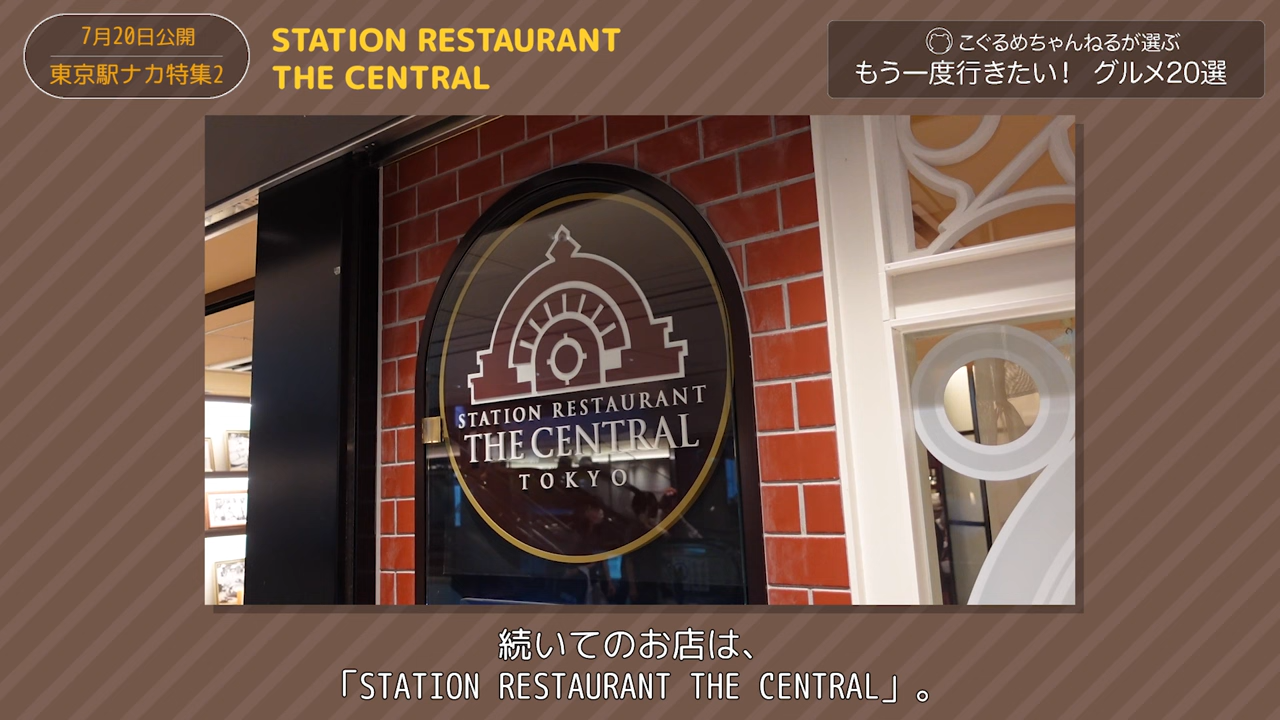 7月20日公開
東京駅ナカ特集2
STATION RESTAURANT
THE CENTRAL
こぐるめちゃんねるが選ぶ
もう一度行きたい! グルメ20選
STATION RESTAURANT
THE CENTRAL
TOKYO
続いてのお店は、
「STATION RESTAURANT THE CENTRAL」。